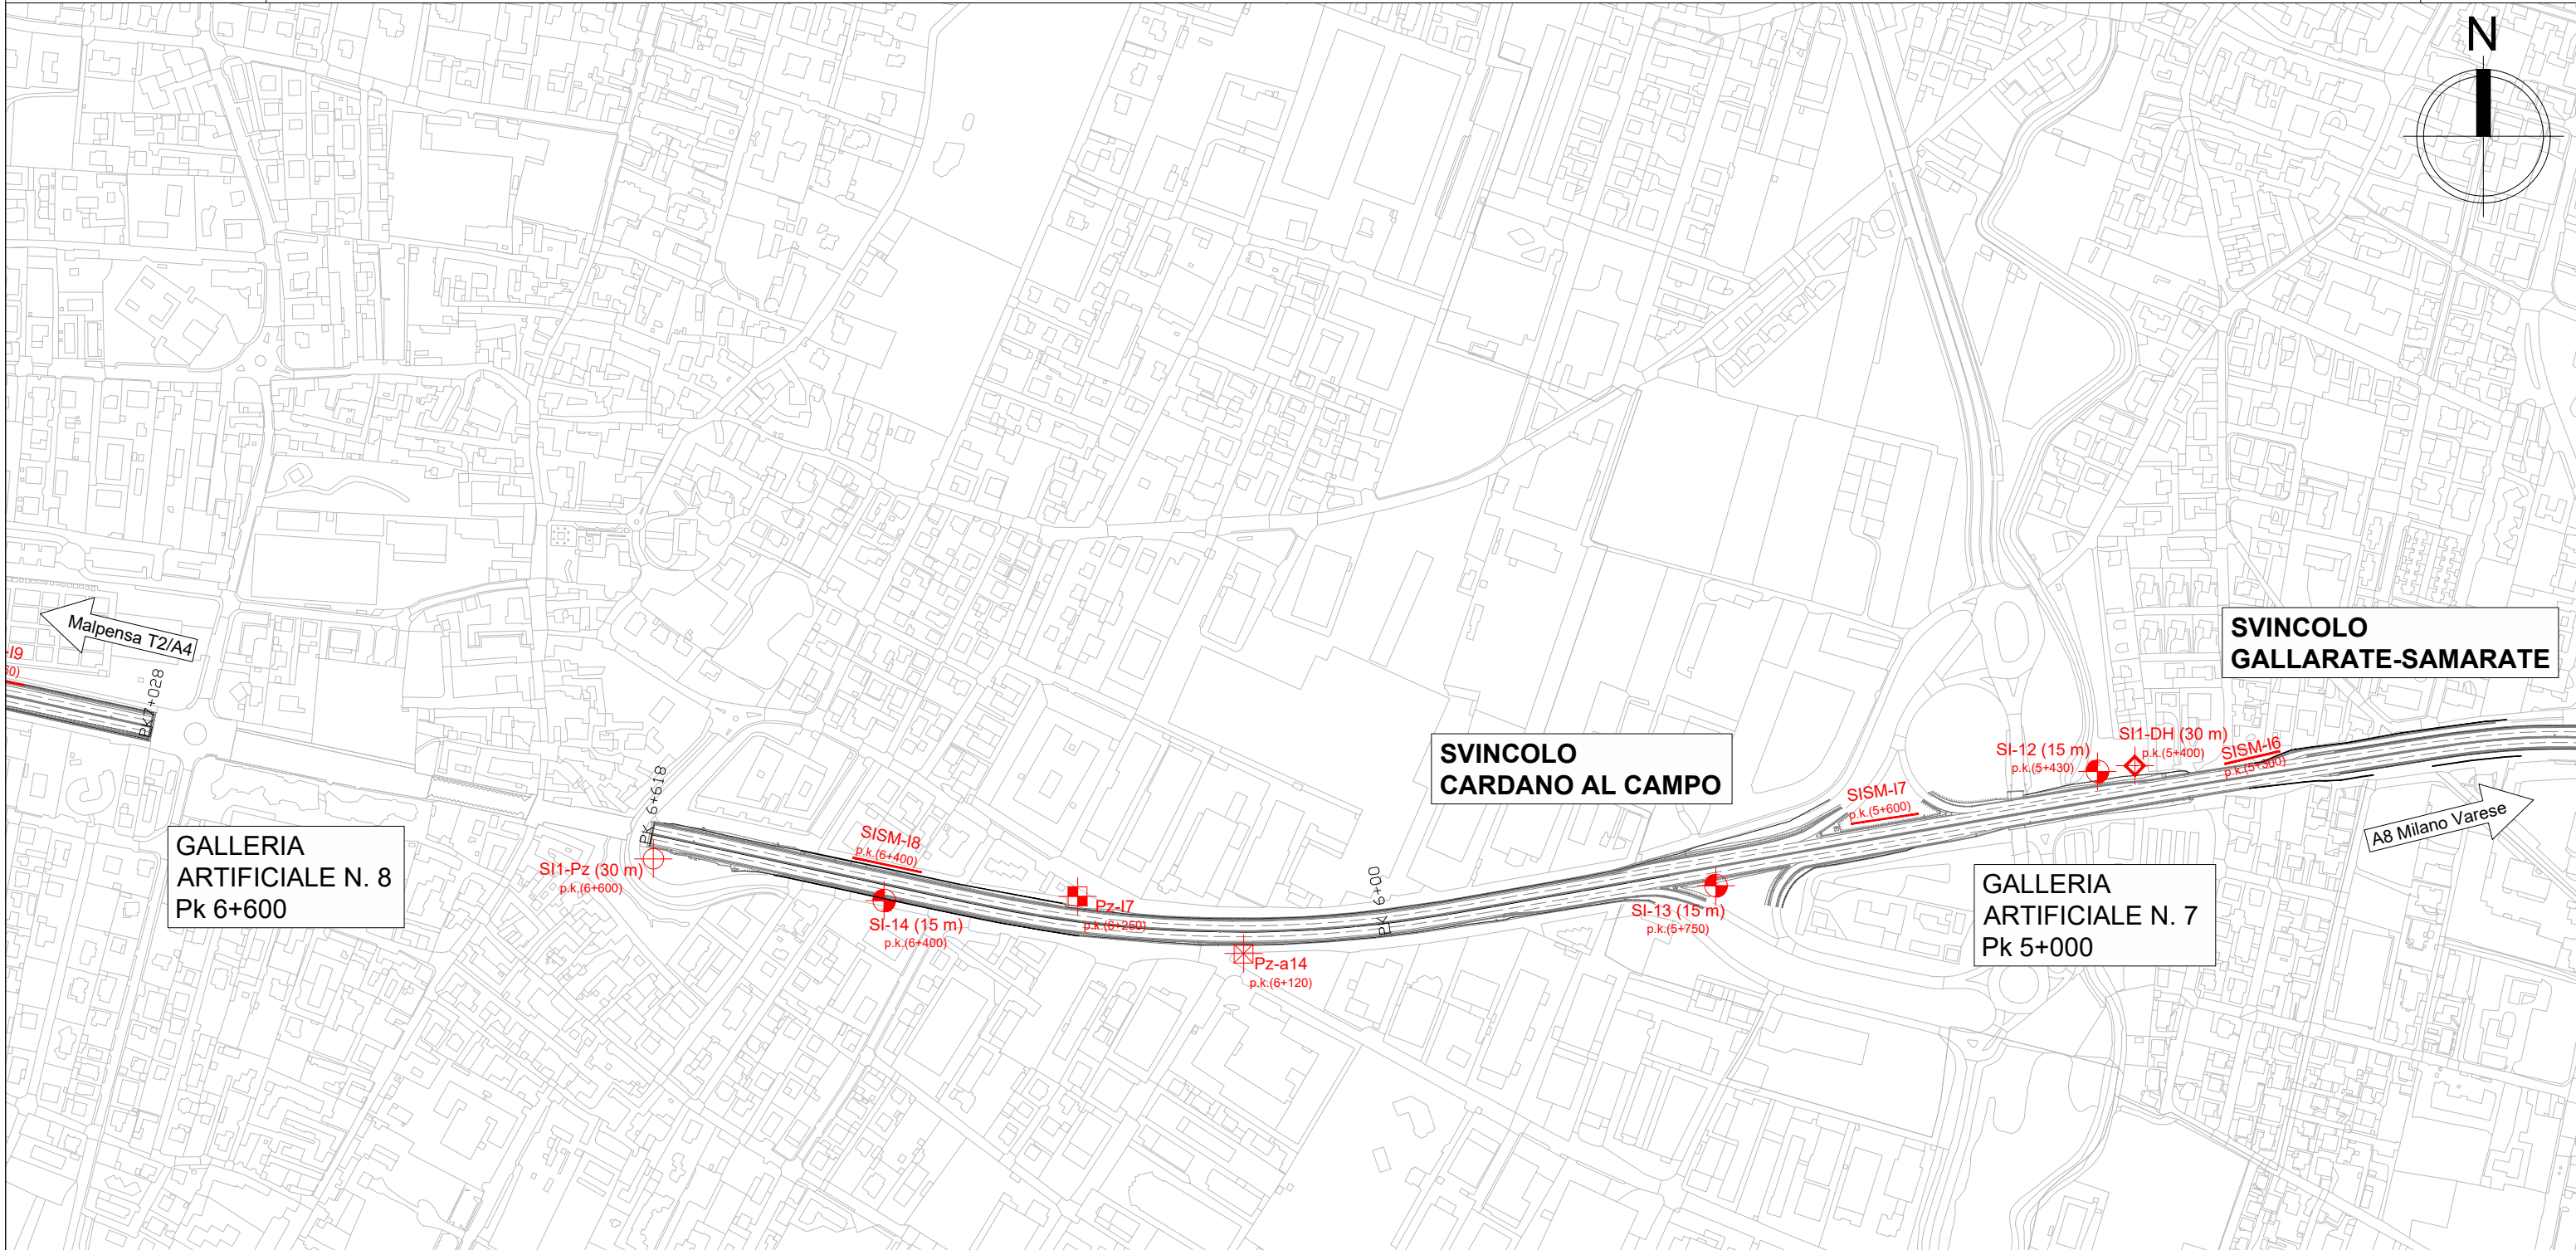 N
Malpensa T2/A4
-I9
60)
PK7+028
SVINCOLO
GALLARATE-SAMARATE
SVINCOLO
CARDANO AL CAMPO
SI-12 (15 m)
p.k.(5+430)
SI1-DH (30 m)
p.k.(5+400)
SISM-I6
p.k.(5+300)
A8 Milano Varese
SISM-I7
p.k.(5+600)
PK 6+618
GALLERIA
ARTIFICIALE N. 8
Pk 6+600
SI1-Pz (30 m)
p.k.(6+600)
SISM-I8
p.k.(6+400)
SI-14 (15 m)
p.k.(6+400)
Pz-I7
p.k.(6+250)
Pz-a14
p.k.(6+120)
PK 6+00
SI-13 (15 m)
p.k.(5+750)
GALLERIA
ARTIFICIALE N. 7
Pk 5+000